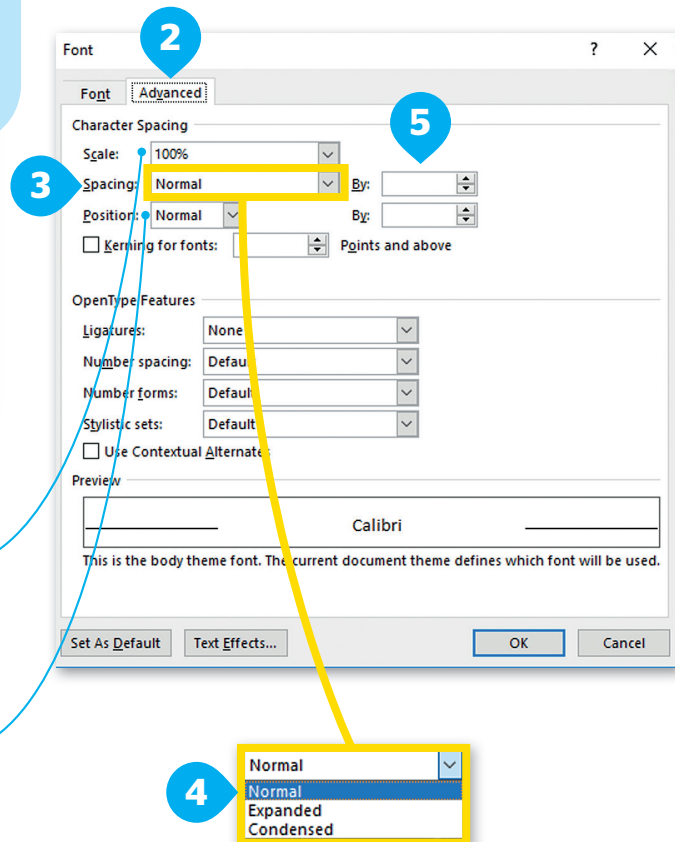 2
Font ?
Font Advanced
Character Spacing
5
Scale: 100%
3 Spacing: Normal By:
Position: Normal By:
Kerning for fonts: Points and above
OpenType Features
Ligatures: None
Number spacing: Default
Number forms: Default
Stylistic sets: Default
Use Contextual Alternates
Preview
Calibri
This is the body theme font. The current document theme defines which font will be used.
Set As Default Text Effects... OK Cancel
Normal
4 Normal
Expanded
Condensed